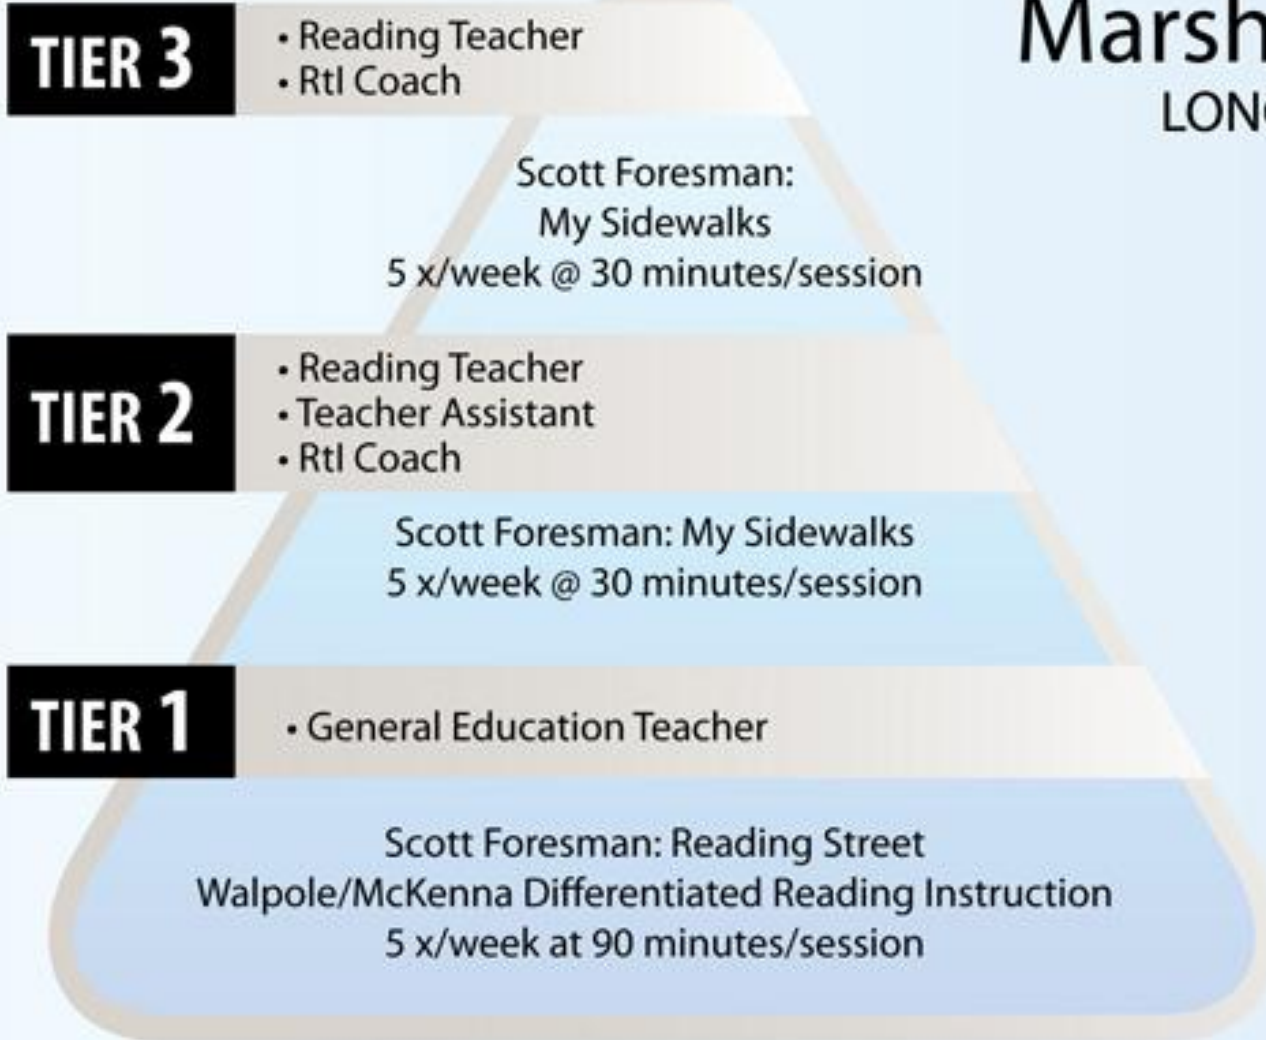 Marsh
LON
TIER 3
• Reading Teacher
• RtI Coach
Scott Foresman:
My Sidewalks
5 x/week @ 30 minutes/session
TIER 2
• Reading Teacher
• Teacher Assistant
• RtI Coach
Scott Foresman: My Sidewalks
5 x/week @ 30 minutes/session
TIER 1
• General Education Teacher
Scott Foresman: Reading Street
Walpole/McKenna Differentiated Reading Instruction
5 x/week at 90 minutes/session